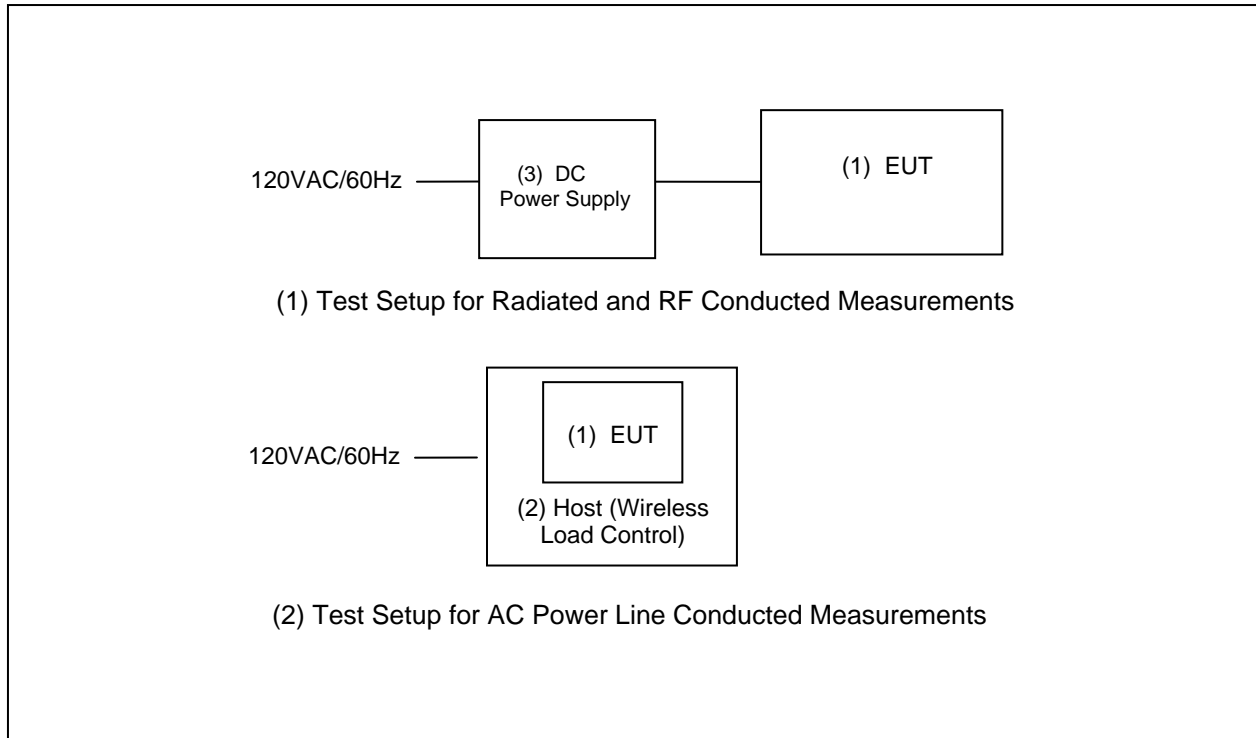 120VAC/60Hz
(3) DC
Power Supply
(1) EUT
(1) Test Setup for Radiated and RF Conducted Measurements
120VAC/60Hz
(1) EUT
(2) Host (Wireless
Load Control)
(2) Test Setup for AC Power Line Conducted Measurements